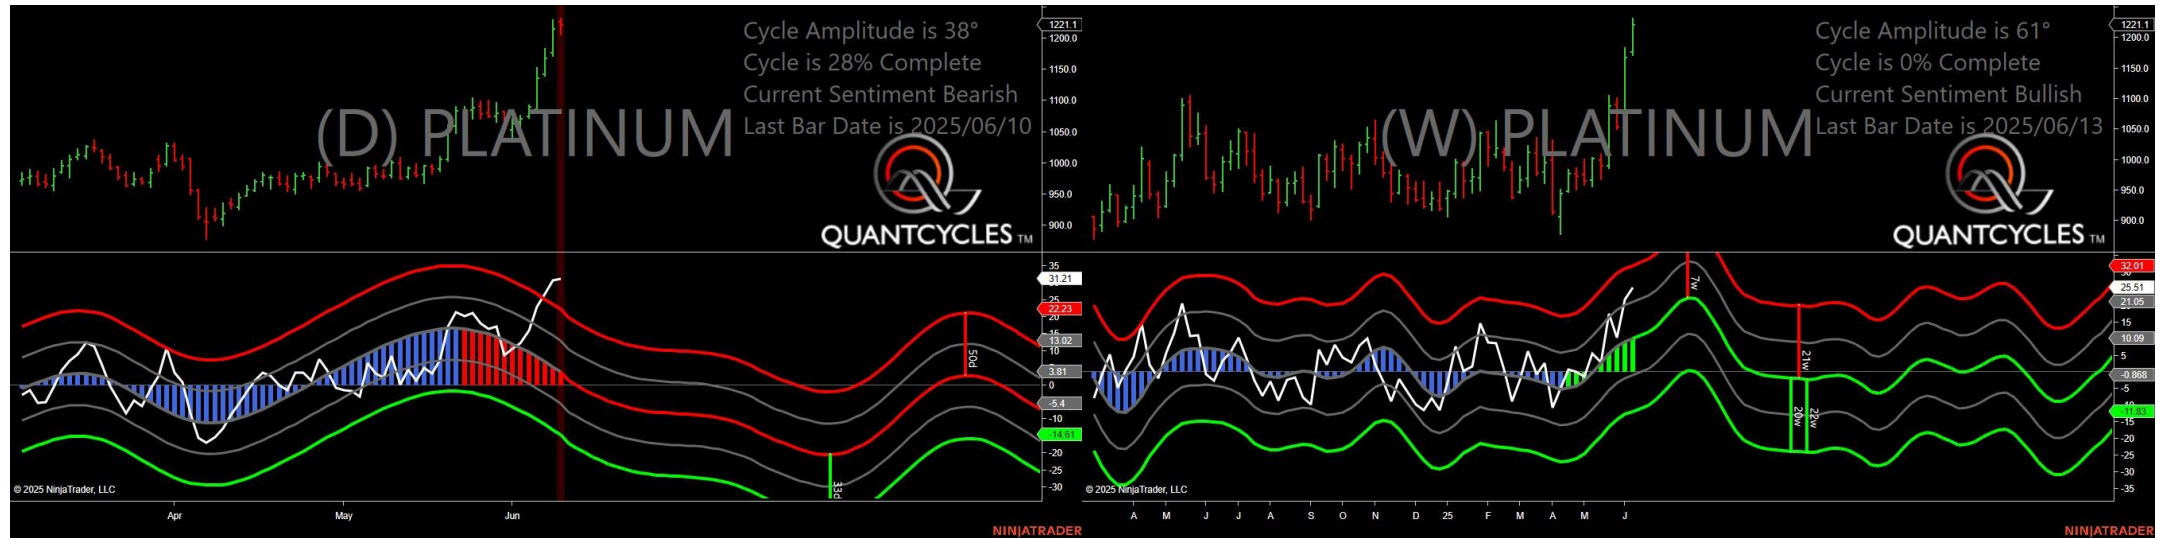 Cycle Amplitude is 38°
Cycle is 28% Complete
Current Sentiment Bearish
Last Bar Date is 2025/06/10
(D) PLATINUM
QUANTCYCLES TM
1221.1
1200.0
1150.0
1100.0
1050.0
1000.0
950.0
900.0
35
31.21
25
22.23
20
15
13.02
10
3.81
0
-5.4
-10
-14.61
-20
-25
-30
50d
33d
© 2025 NinjaTrader, LLC
Apr May Jun
NINJATRADER
Cycle Amplitude is 61°
Cycle is 0% Complete
Current Sentiment Bullish
Last Bar Date is 2025/06/13
(W) PLATINUM
QUANTCYCLES TM
1221.1
1200.0
1150.0
1100.0
1050.0
1000.0
950.0
900.0
32.01
25.51
21.05
15
10.09
5
-0.868
-5
-11.83
-15
-20
-25
-30
-35
7w
21w
20w
22w
© 2025 NinjaTrader, LLC
A M J J A S O N D 25 F M A M J
NINJATRADER